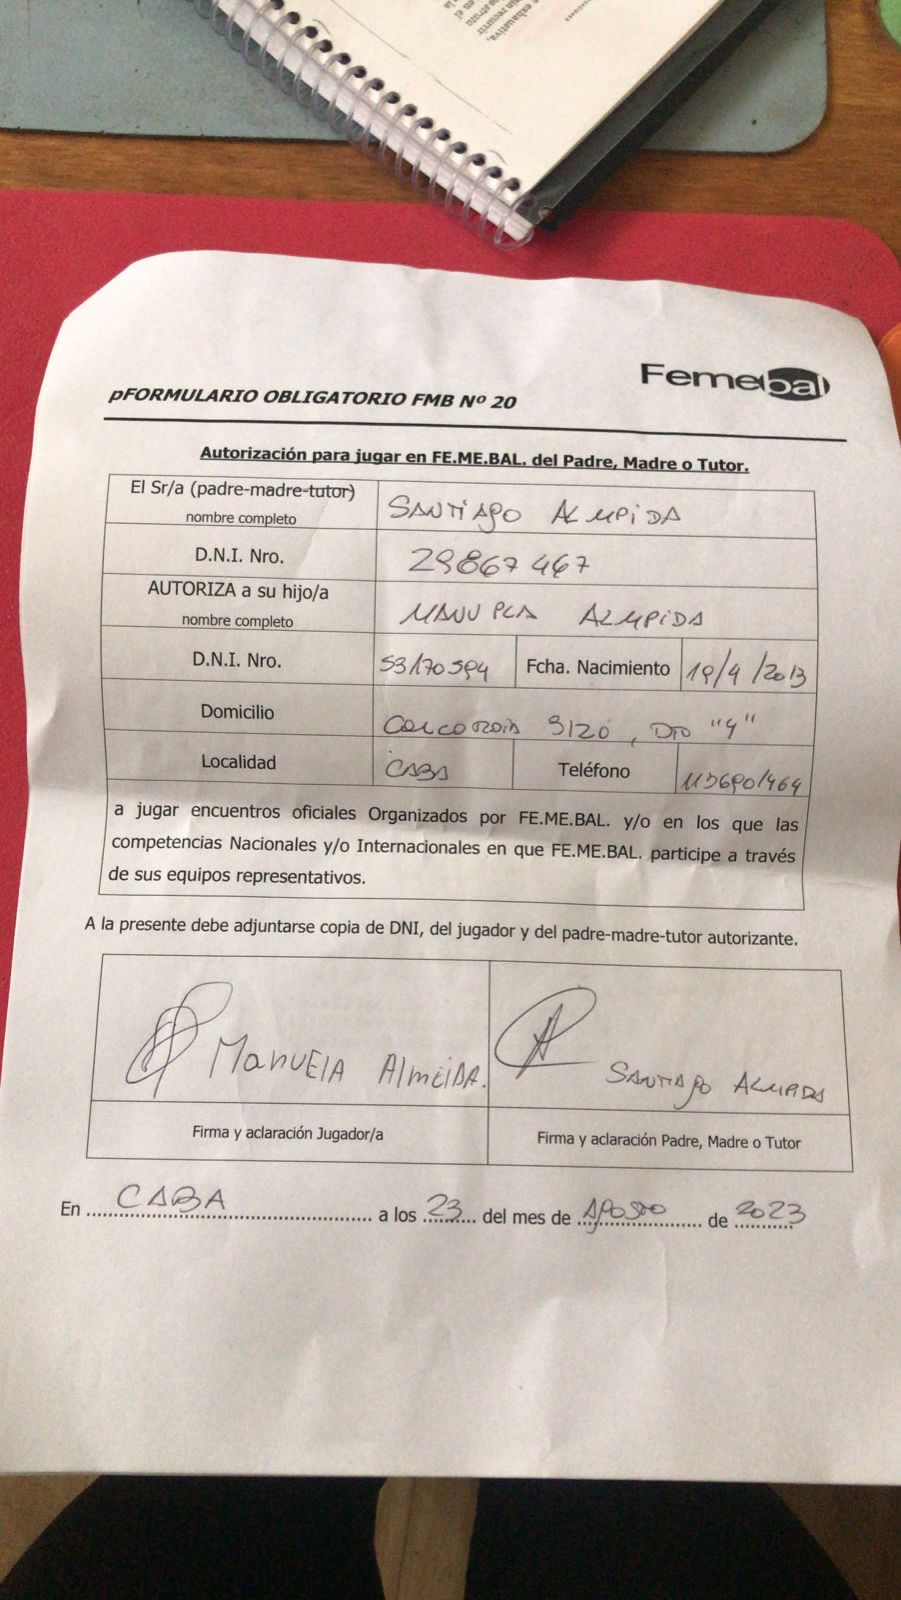 Femebal
pFORMULARIO OBLIGATORIO FMB Nº 20
Autorización para jugar en FE.ME.BAL. del Padre, Madre o Tutor.
El Sr/a (padre-madre-tutor) SANTIAGO ALMEIDA
nombre completo
D.N.I. Nro. 29867467
AUTORIZA a su hijo/a MANUELA ALMEIDA
nombre completo
D.N.I. Nro. 53170594 Fcha. Nacimiento 19/4/2013
Domicilio 3120, DTO "4"
Localidad CABA Teléfono
a jugar encuentros oficiales Organizados por FE.ME.BAL. y/o en los que las
competencias Nacionales y/o Internacionales en que FE.ME.BAL. participe a través
de sus equipos representativos.
A la presente debe adjuntarse copia de DNI, del jugador y del padre-madre-tutor autorizante.
MANUELA ALMEIDA. SANTIAGO ALMEIDA
Firma y aclaración Jugador/a Firma y aclaración Padre, Madre o Tutor
En CABA a los 23 del mes de AGOSTO de 2023